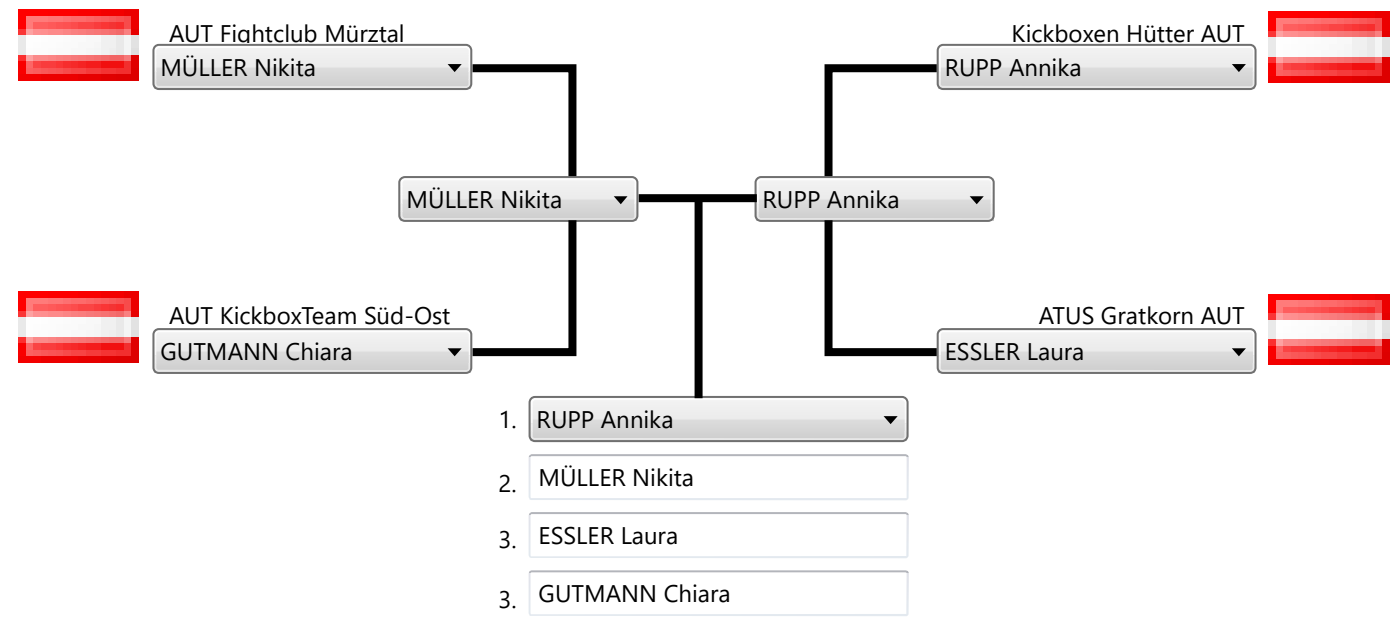 AUT Fightclub Mürztal
Kickboxen Hütter AUT
MÜLLER Nikita
RUPP Annika
MÜLLER Nikita
RUPP Annika
AUT KickboxTeam Süd-Ost
ATUS Gratkorn AUT
GUTMANN Chiara
ESSLER Laura
1. RUPP Annika
2. MÜLLER Nikita
3. ESSLER Laura
3. GUTMANN Chiara